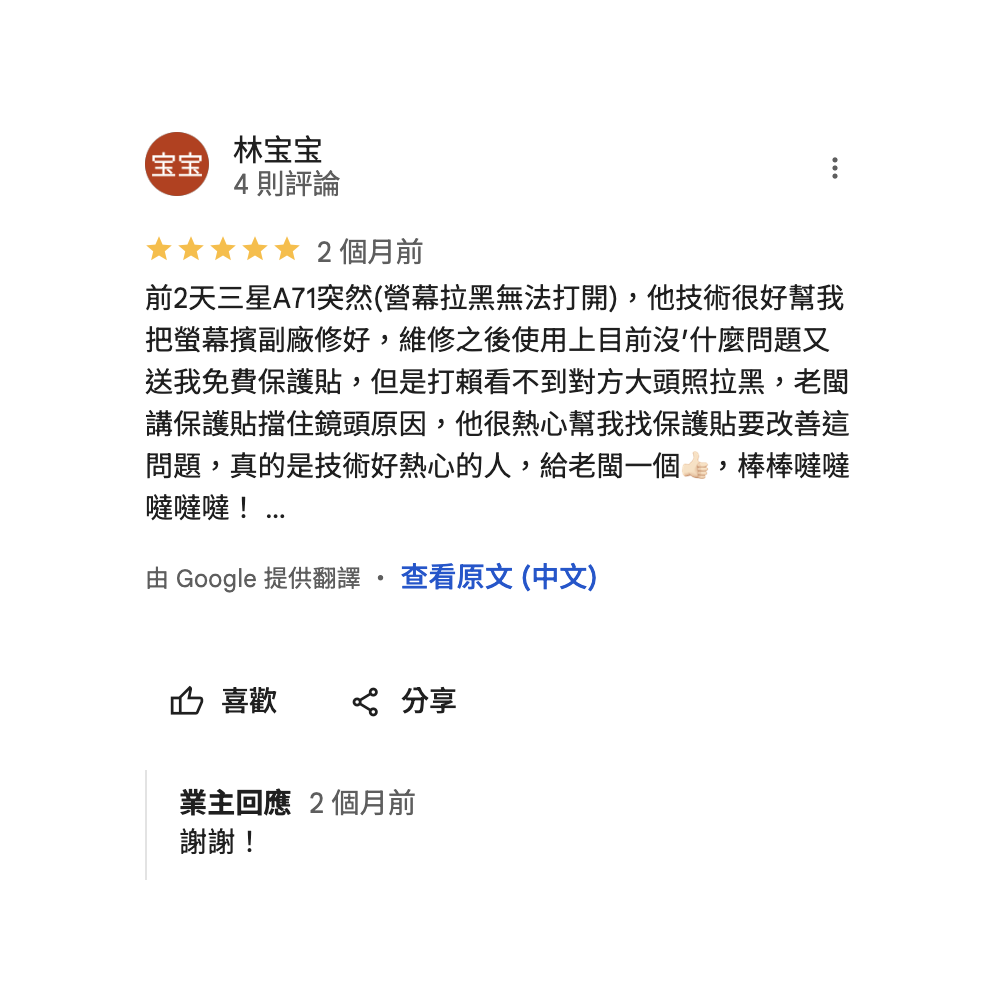 宝宝
林宝宝
4 則評論
2 個月前
前2天三星A71突然(營幕拉黑無法打開)，他技術很好幫我
把螢幕擯副廠修好，維修之後使用上目前沒’什麼問題又
送我免費保護貼，但是打賴看不到對方大頭照拉黑，老閩
講保護貼擋住鏡頭原因，他很熱心幫我找保護貼要改善這
問題，真的是技術好熱心的人，給老閩一個👍🏻，棒棒噠噠
噠噠噠！ ...
由 Google 提供翻譯 · 查看原文 (中文)
喜歡 分享
業主回應 2 個月前
謝謝！